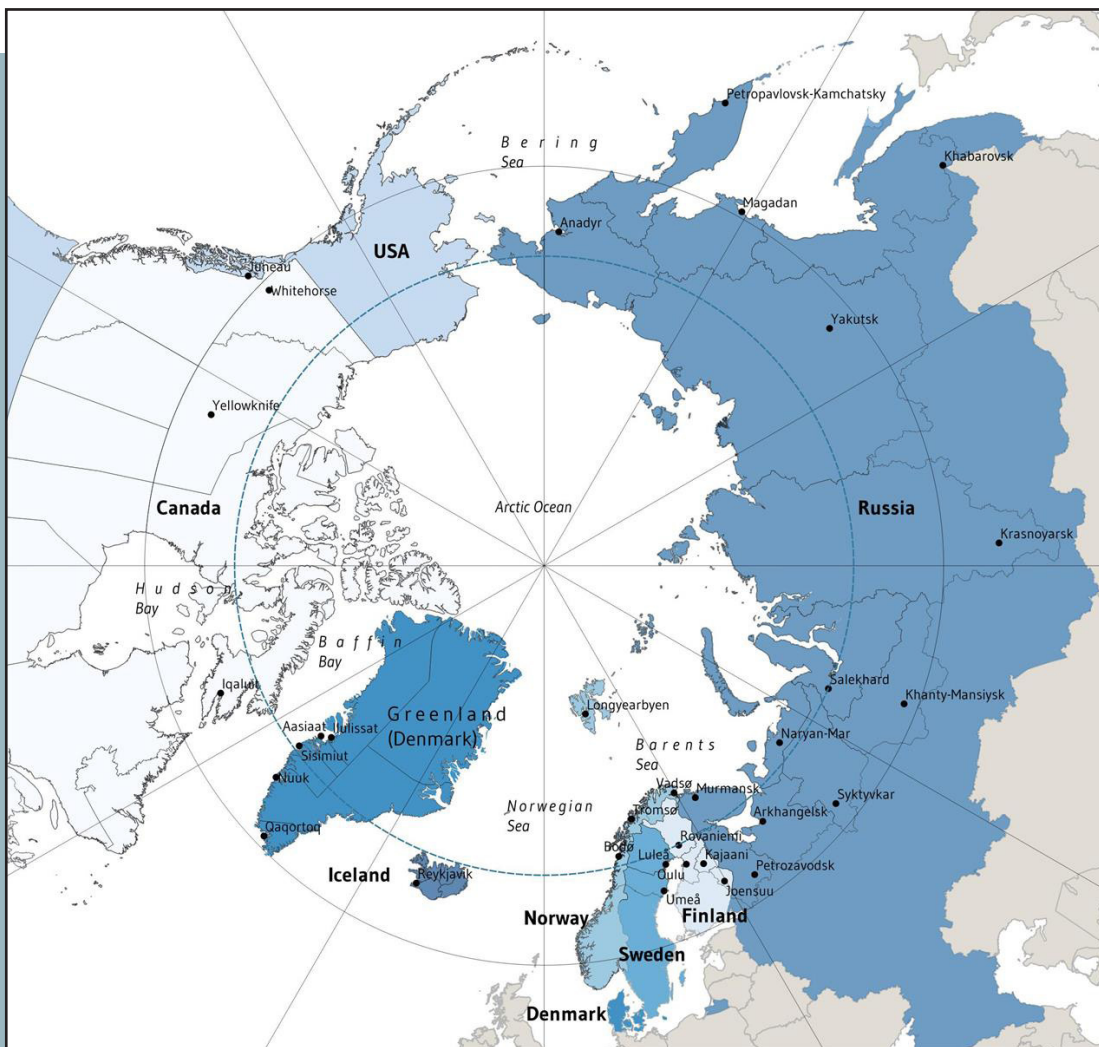 Petropavlovsk-Kamchatsky
Bering
Sea
Khabarovsk
Magadan
Anadyr
USA
Juneau
Whitehorse
Yakutsk
Yellowknife
Canada
Arctic Ocean
Russia
Krasnoyarsk
Hudson
Bay
Baffin
Bay
Iqaluit
Salekhard
Khanty-Mansiysk
Longyearbyen
Greenland
(Denmark)
Aasiaat
Ilulissat
Sisimiut
Naryan-Mar
Barents
Sea
Nuuk
Vadsø
Murmansk
Norwegian
Sea
Tromsø
Syktyvkar
Arkhangelsk
Qaqortoq
Rovaniemi
Bodø
Luleå
Kajaani
Iceland
Reykjavik
Oulu
Petrozavodsk
Joensuu
Umeå
Norway
Finland
Sweden
Denmark